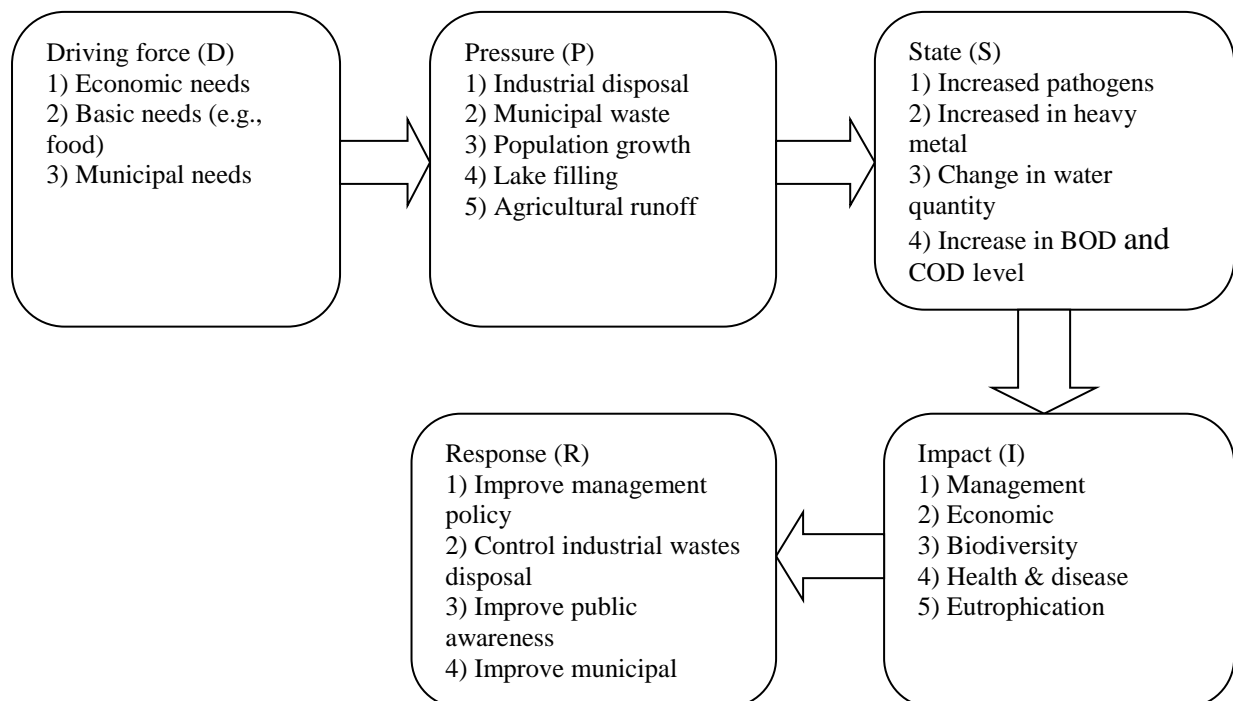 Driving force (D)
1) Economic needs
2) Basic needs (e.g.,
food)
3) Municipal needs
Pressure (P)
1) Industrial disposal
2) Municipal waste
3) Population growth
4) Lake filling
5) Agricultural runoff
State (S)
1) Increased pathogens
2) Increased in heavy
metal
3) Change in water
quantity
4) Increase in BOD and
COD level
Response (R)
1) Improve management
policy
2) Control industrial wastes
disposal
3) Improve public
awareness
4) Improve municipal
Impact (I)
1) Management
2) Economic
3) Biodiversity
4) Health & disease
5) Eutrophication